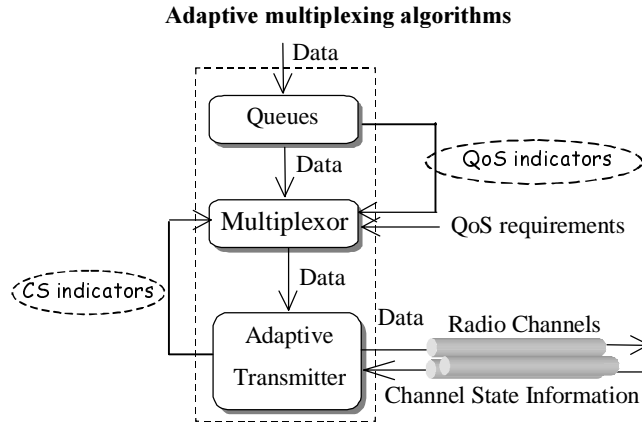 Adaptive multiplexing algorithms
Data
Queues
Data
QoS indicators
Multiplexor
QoS requirements
Data
CS indicators
Adaptive
Transmitter
Data
Radio Channels
Channel State Information